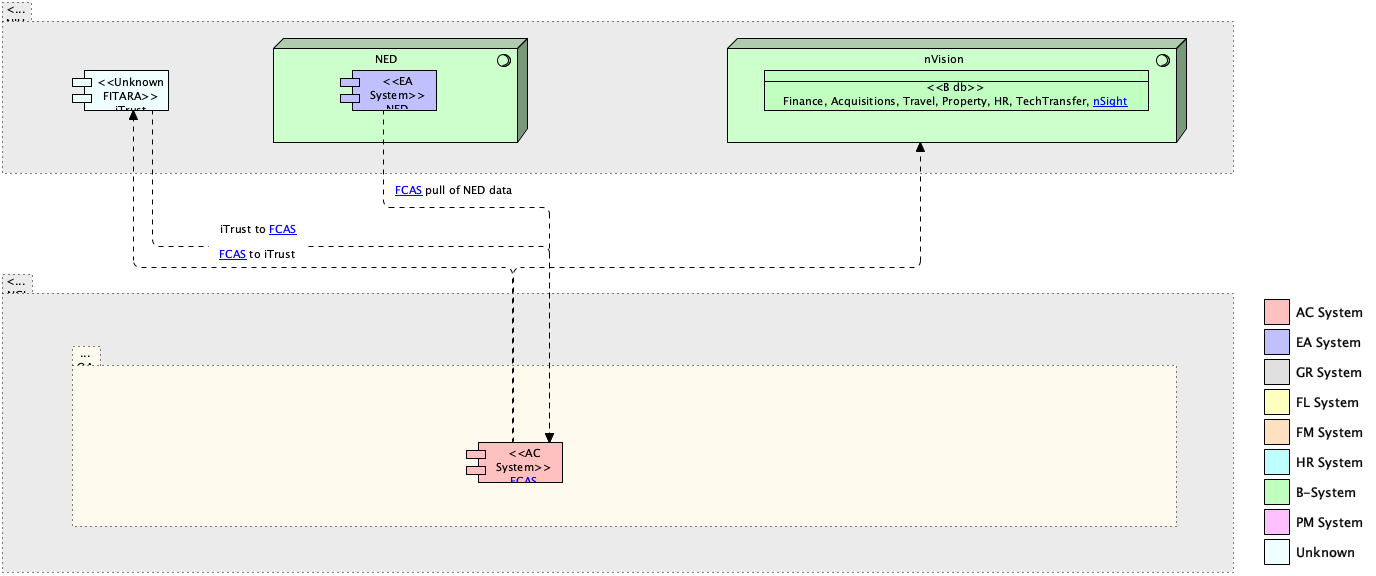 <...
NED
nVision
<<Unknown
FITARA>>
iTrust
<<EA
System>>
NED
<<B db>>
Finance, Acquisitions, Travel, Property, HR, TechTransfer, nSight
FCAS pull of NED data
iTrust to FCAS
FCAS to iTrust
<...
...
<<AC
System>>
FCAS
AC System
EA System
GR System
FL System
FM System
HR System
B-System
PM System
Unknown